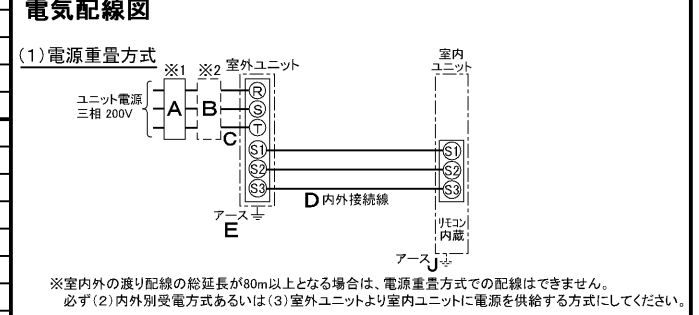 電気配線図
(1)電源重畳方式
※1 ※2 室外ユニット
室内
ユニット
ユニット電源
三相 200V
A B
R
S
T
C
S1 S1
S2 S2
S3 S3
D 内外接続線
アース
E
リモコン
内蔵
アース J
※室内外の渡り配線の総延長が80m以上となる場合は、電源重畳方式での配線はできません。
必ず(2)内外別受電方式あるいは(3)室外ユニットより室内ユニットに電源を供給する方式にしてください。